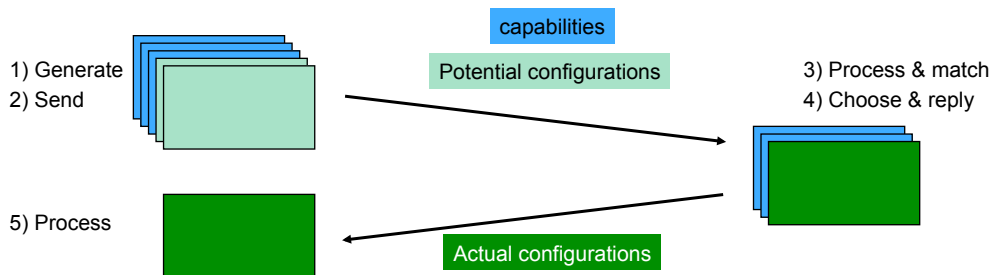 capabilities
1) Generate
Potential configurations
3) Process & match
2) Send
4) Choose & reply
5) Process
Actual configurations